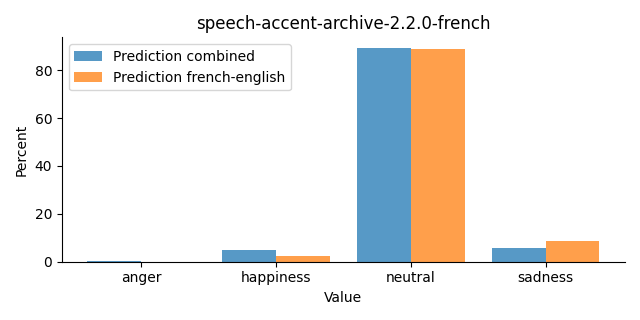 speech-accent-archive-2.2.0-french
Prediction combined
Prediction french-english
Percent
80
60
40
20
0
anger happiness neutral sadness
Value